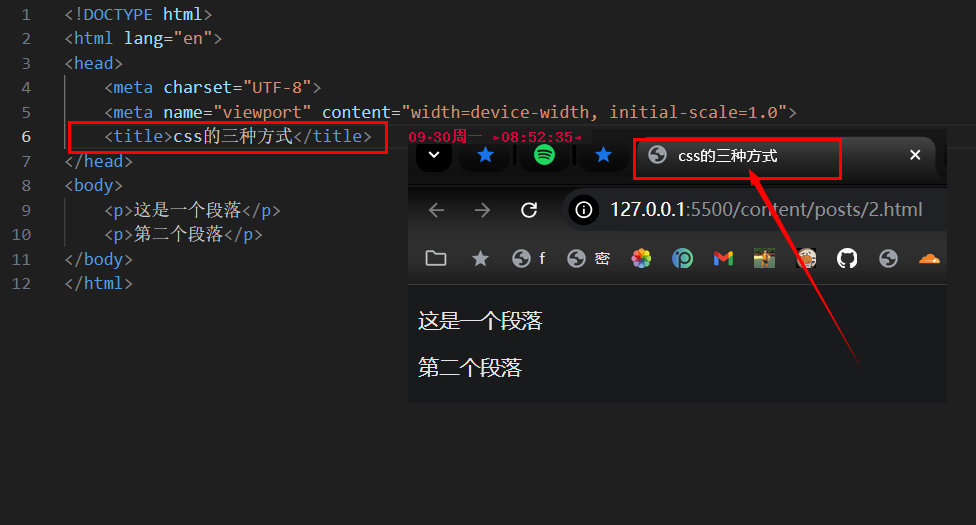 1 <!DOCTYPE html>
2 <html lang="en">
3 <head>
4 <meta charset="UTF-8">
5 <meta name="viewport" content="width=device-width, initial-scale=1.0">
6 <title>css的三种方式</title>
7 </head>
8 <body>
9 <p>这是一个段落</p>
10 <p>第二个段落</p>
11 </body>
12 </html>
09·30周一 ►08:52:35◄
css的三种方式
127.0.0.1:5500/content/posts/2.html
f 密
这是一个段落
第二个段落